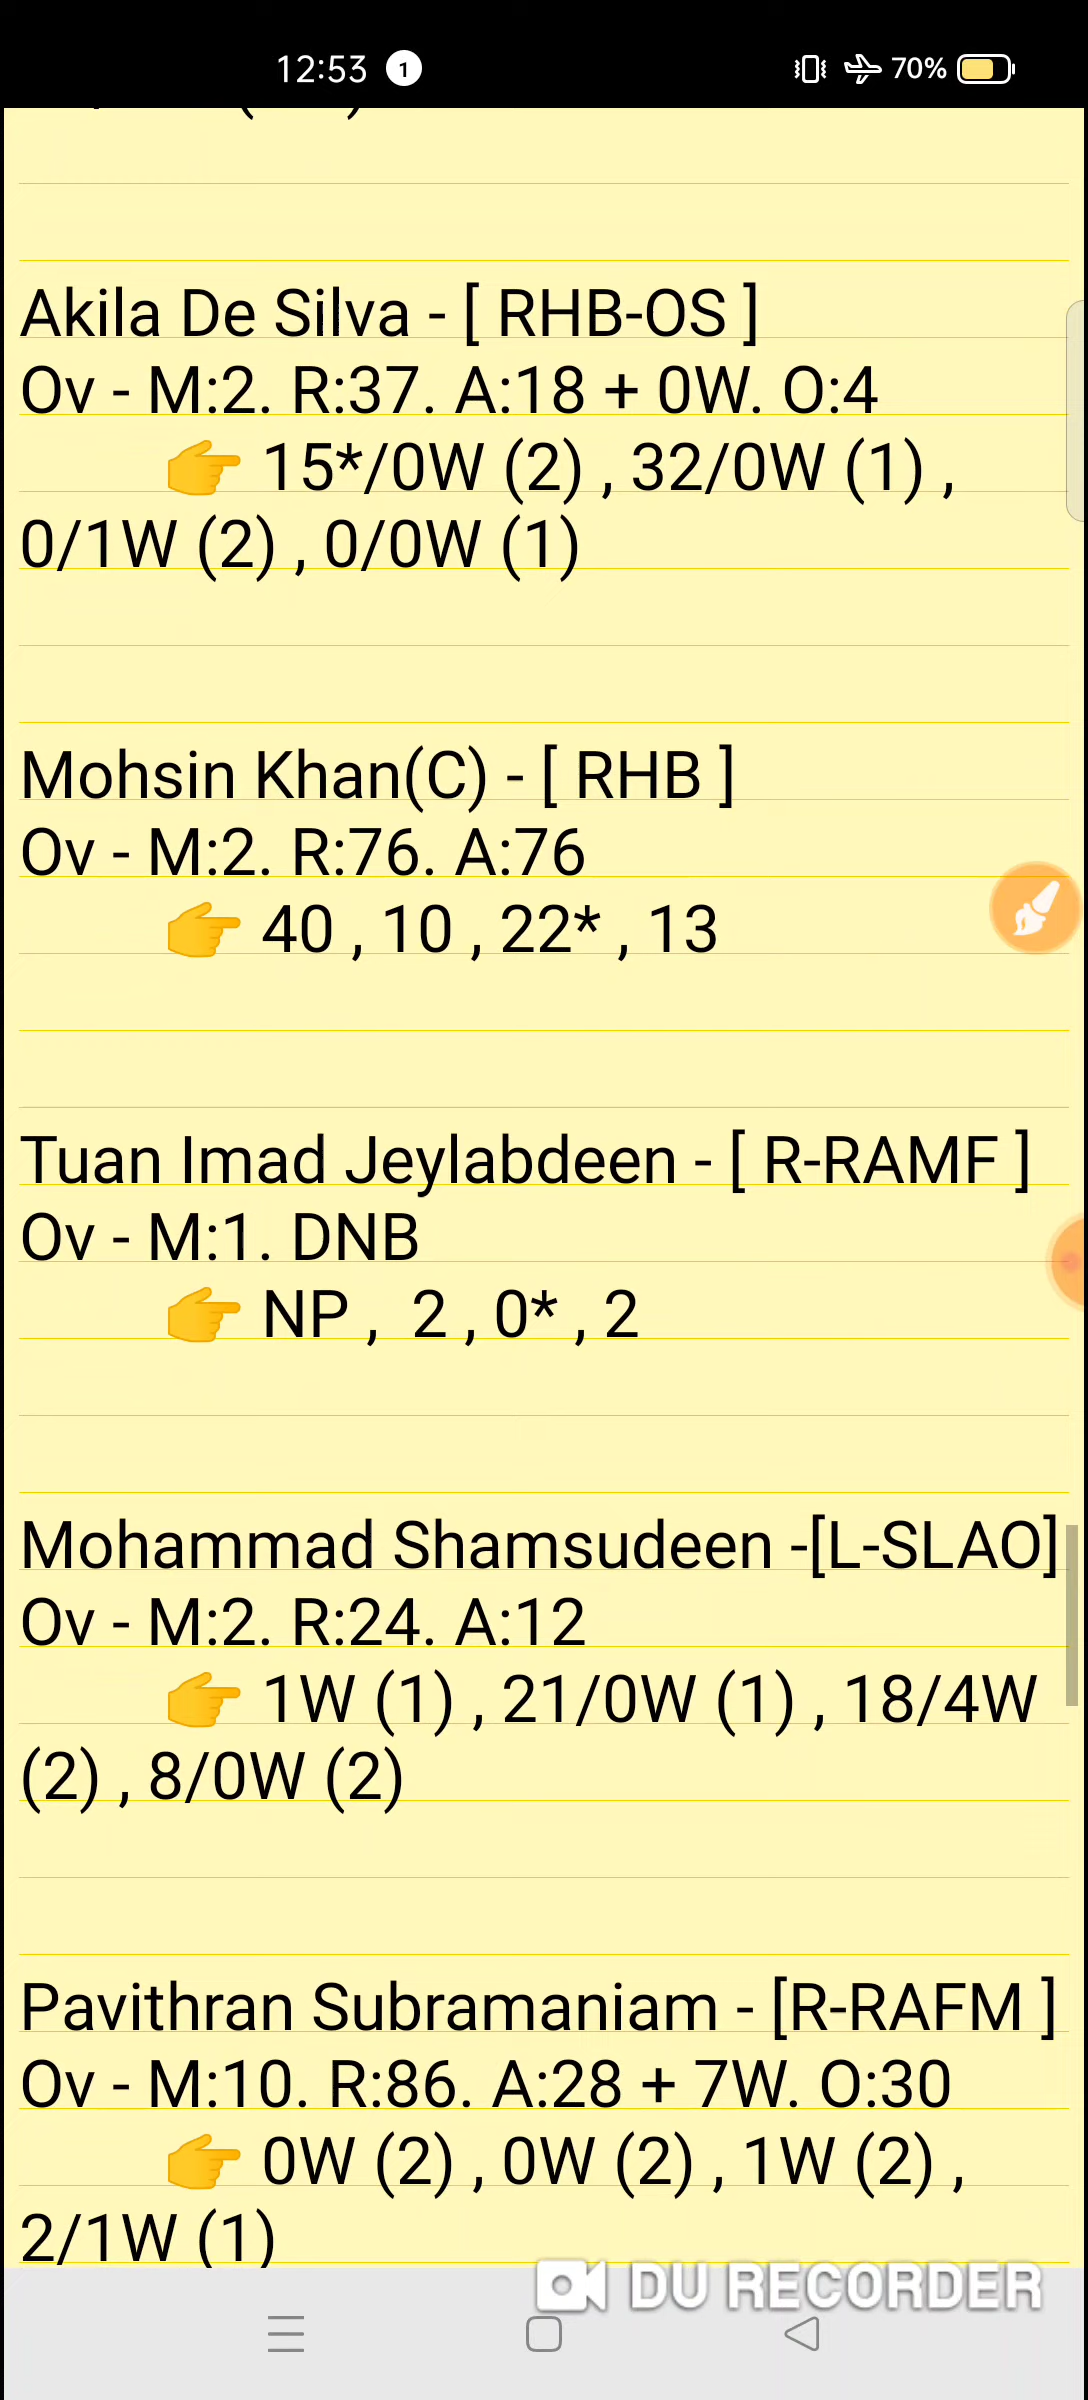 12:53 1 70%
Akila De Silva - [ RHB-OS ]
Ov - M:2. R:37. A:18 + 0W. O:4
👉 15*/0W (2) , 32/0W (1) ,
0/1W (2) , 0/0W (1)
Mohsin Khan(C) - [ RHB ]
Ov - M:2. R:76. A:76
👉 40 , 10 , 22* , 13
Tuan Imad Jeylabdeen - [ R-RAMF ]
Ov - M:1. DNB
👉 NP ,  2 , 0* , 2
Mohammad Shamsudeen -[L-SLAO]
Ov - M:2. R:24. A:12
👉 1W (1) , 21/0W (1) , 18/4W
(2) , 8/0W (2)
Pavithran Subramaniam - [R-RAFM ]
Ov - M:10. R:86. A:28 + 7W. O:30
👉 0W (2) , 0W (2) , 1W (2) ,
2/1W (1)
DU RECORDER